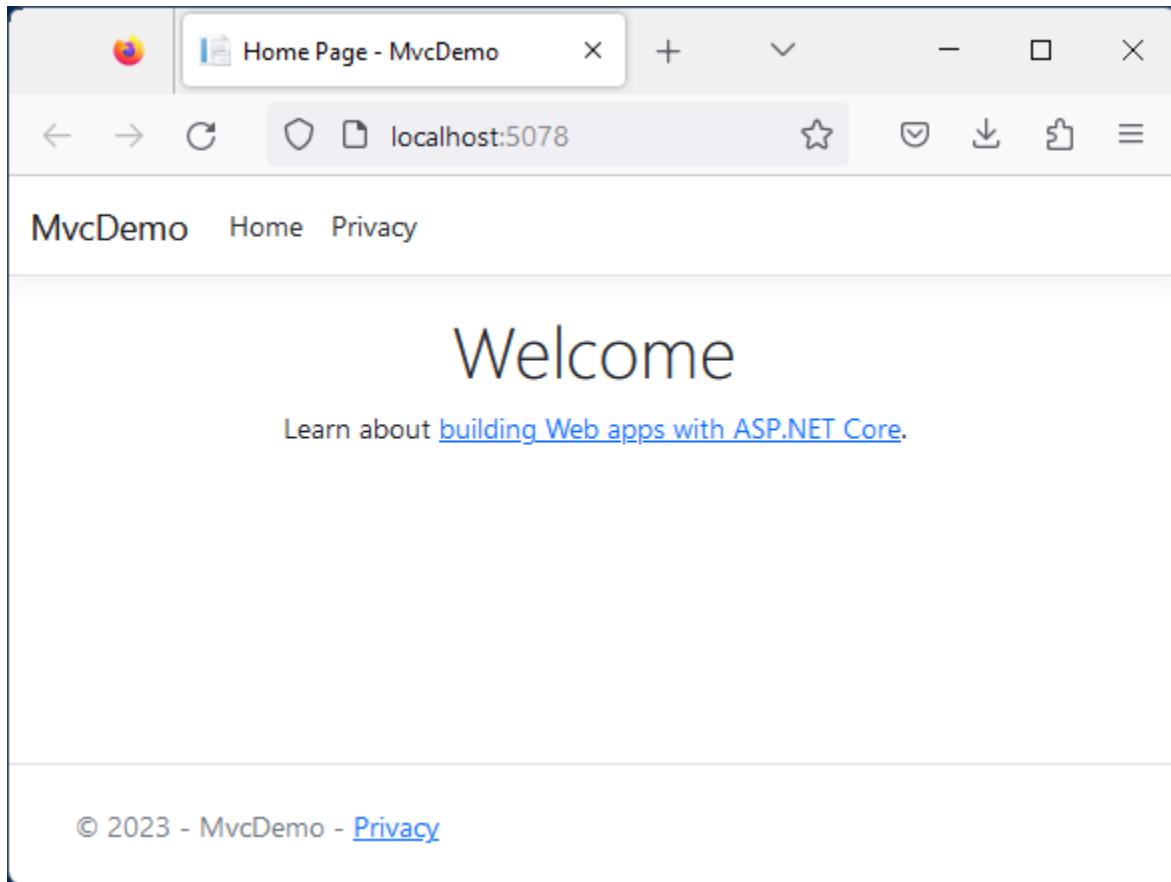 Home Page - MvcDemo
localhost:5078
MvcDemo Home Privacy
Welcome
Learn about building Web apps with ASP.NET Core.
© 2023 - MvcDemo - Privacy